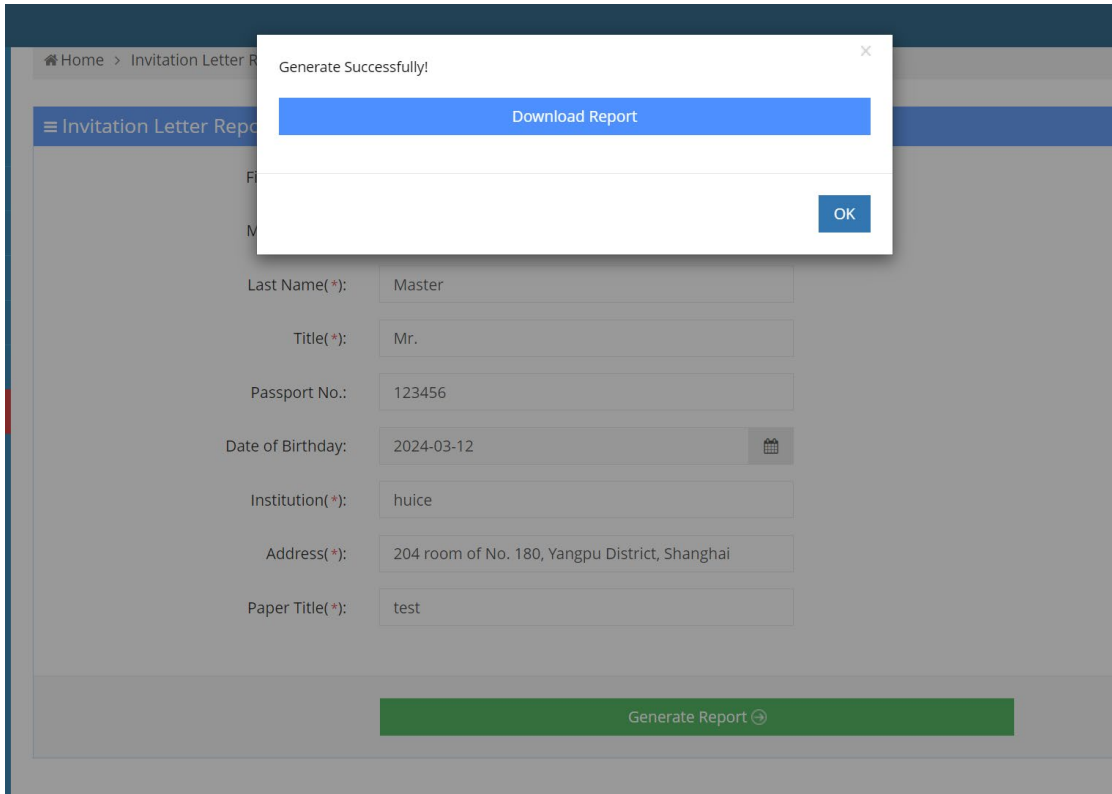 Home > Invitation Letter R
Generate Successfully!
×
Download Report
Invitation Letter Repo
OK
Last Name(*): Master
Title(*): Mr.
Passport No.: 123456
Date of Birthday: 2024-03-12
Institution(*): huice
Address(*): 204 room of No. 180, Yangpu District, Shanghai
Paper Title(*): test
Generate Report